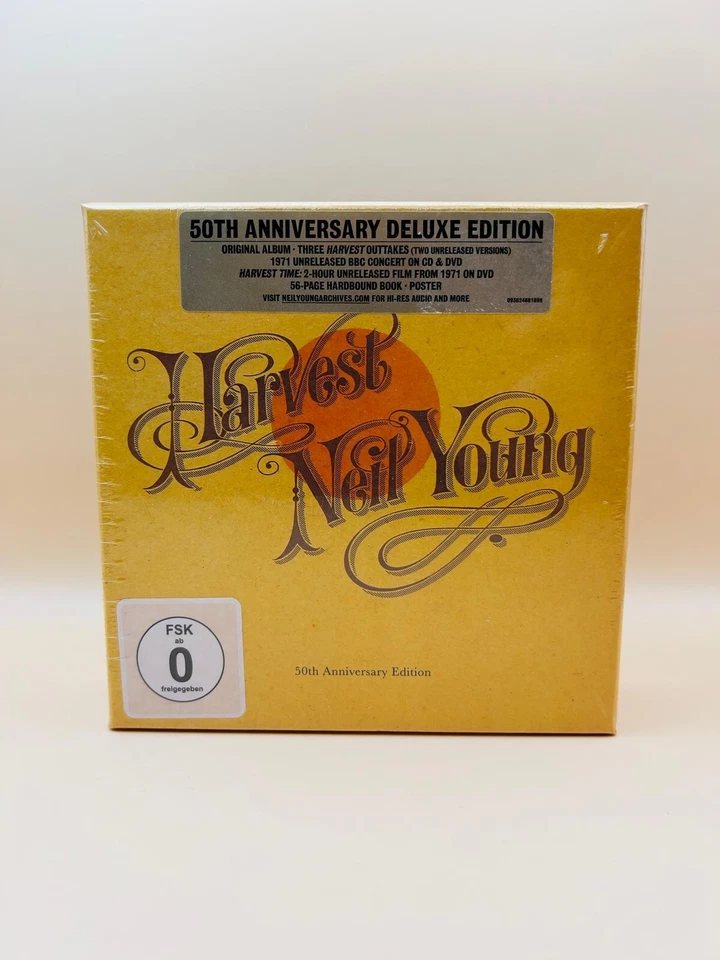 50TH ANNIVERSARY DELUXE EDITION
ORIGINAL ALBUM · THREE HARVEST OUTTAKES (TWO UNRELEASED VERSIONS)
1971 UNRELEASED BBC CONCERT ON CD & DVD
HARVEST TIME: 2-HOUR UNRELEASED FILM FROM 1971 ON DVD
56-PAGE HARDBOUND BOOK · POSTER
VISIT NEILYOUNGARCHIVES.COM FOR HI-RES AUDIO AND MORE
Harvest
Neil Young
FSK
ab
0
freigegeben
50th Anniversary Edition